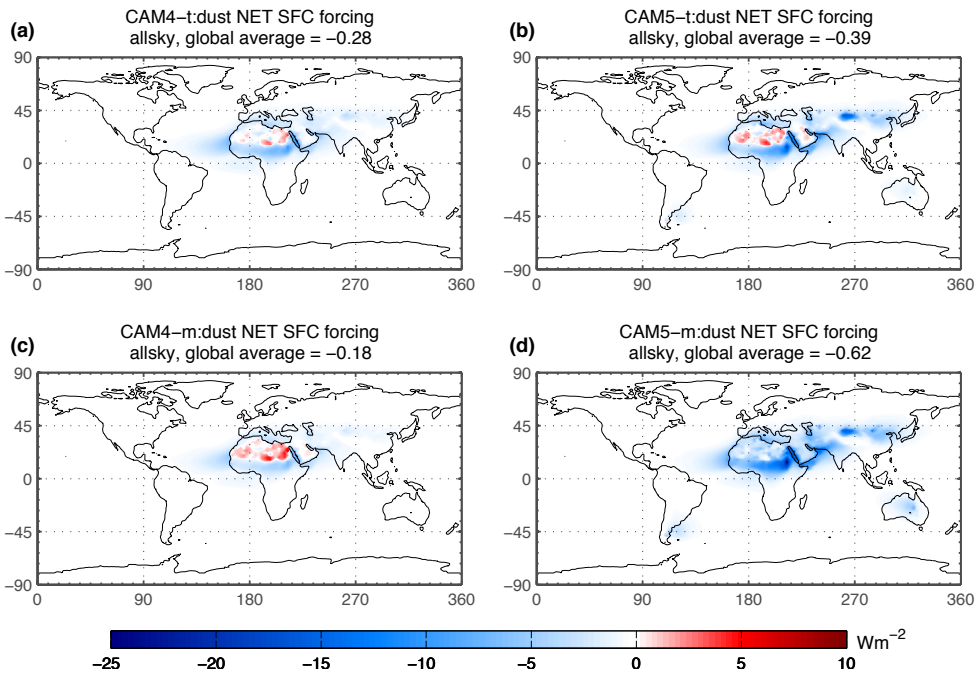 (a)
CAM4-t:dust NET SFC forcing
allsky, global average = -0.28
90
45
0
-45
-90
0 90 180 270 360
(b)
CAM5-t:dust NET SFC forcing
allsky, global average = -0.39
90
45
0
-45
-90
0 90 180 270 360
(c)
CAM4-m:dust NET SFC forcing
allsky, global average = -0.18
90
45
0
-45
-90
0 90 180 270 360
(d)
CAM5-m:dust NET SFC forcing
allsky, global average = -0.62
90
45
0
-45
-90
0 90 180 270 360
Wm⁻²
-25 -20 -15 -10 -5 0 5 10